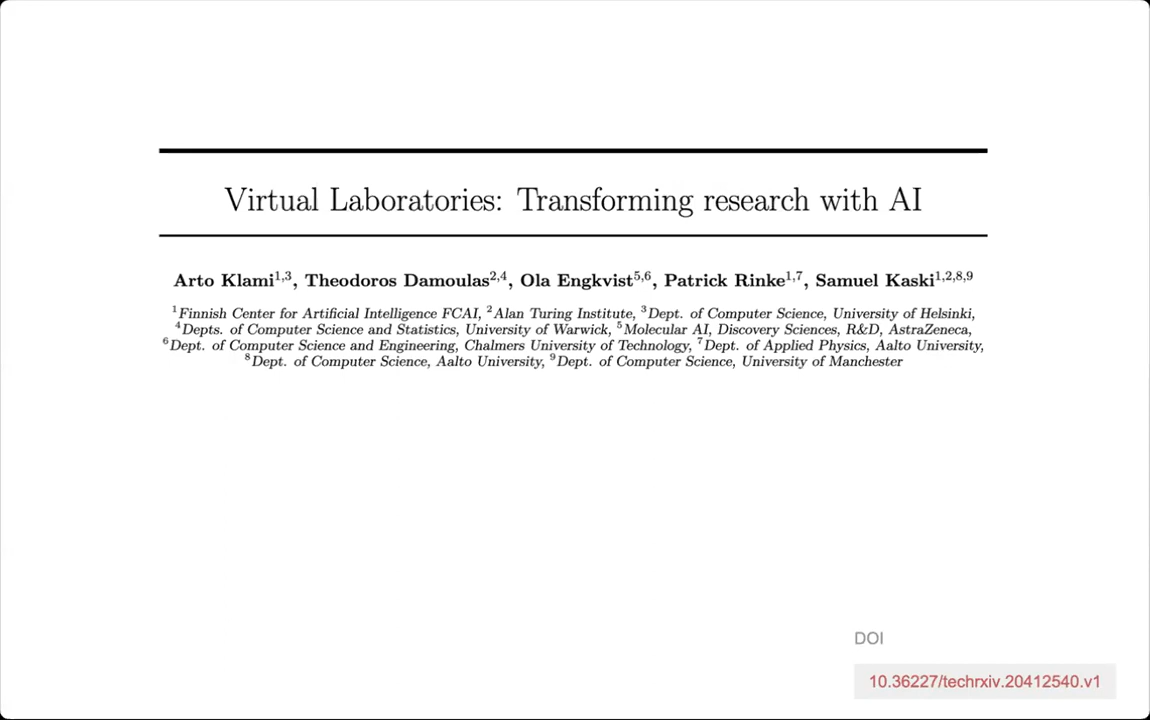 Virtual Laboratories: Transforming research with AI
Arto Klami1,3, Theodoros Damoulas2,4, Ola Engkvist5,6, Patrick Rinke1,7, Samuel Kaski1,2,8,9
1Finnish Center for Artificial Intelligence FCAI, 2Alan Turing Institute, 3Dept. of Computer Science, University of Helsinki,
4Depts. of Computer Science and Statistics, University of Warwick, 5Molecular AI, Discovery Sciences, R&D, AstraZeneca,
6Dept. of Computer Science and Engineering, Chalmers University of Technology, 7Dept. of Applied Physics, Aalto University,
8Dept. of Computer Science, Aalto University, 9Dept. of Computer Science, University of Manchester
DOI
10.36227/techrxiv.20412540.v1